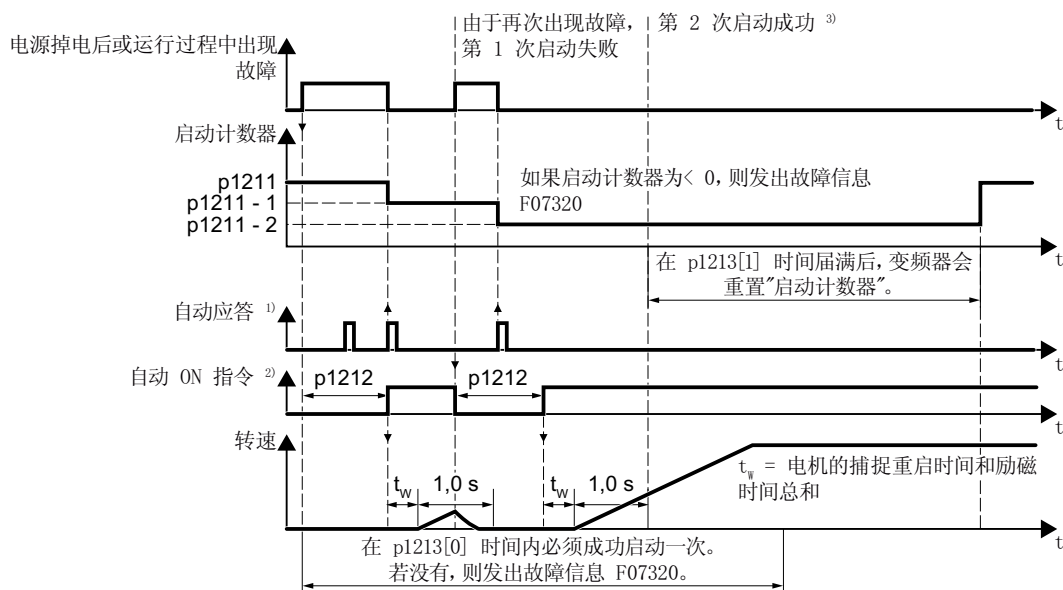 由于再次出现故障，
第 1 次启动失败
第 2 次启动成功 3)
电源掉电后或运行过程中出现
故障
t
启动计数器
p1211
p1211 - 1
p1211 - 2
如果启动计数器为< 0，则发出故障信息
F07320
t
在 p1213[1] 时间届满后，变频器会
重置"启动计数器"。
自动应答 1)
t
自动 ON 指令 2)
p1212
p1212
t
转速
tw
1,0 s
tw
1,0 s
tw = 电机的捕捉重启时间和励磁
时间总和
t
在 p1213[0] 时间内必须成功启动一次。
若没有，则发出故障信息 F07320。